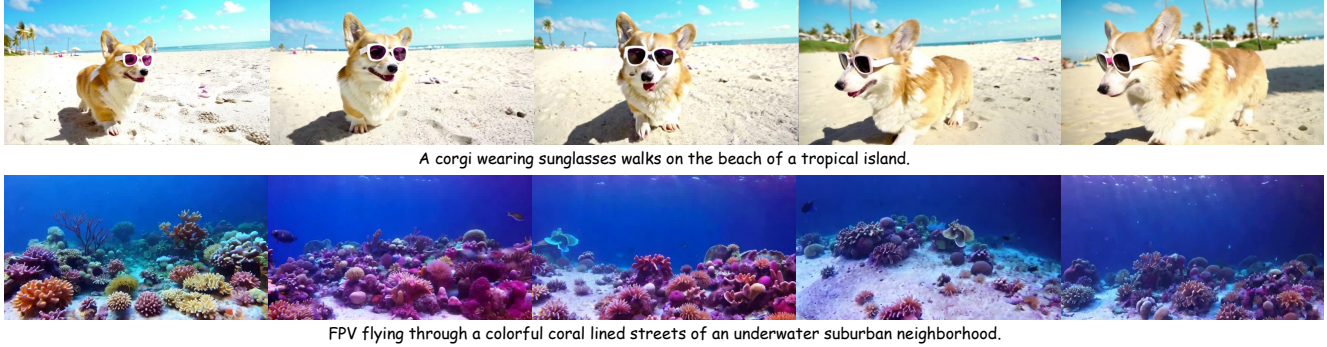 A corgi wearing sunglasses walks on the beach of a tropical island.
FPV flying through a colorful coral lined streets of an underwater suburban neighborhood.